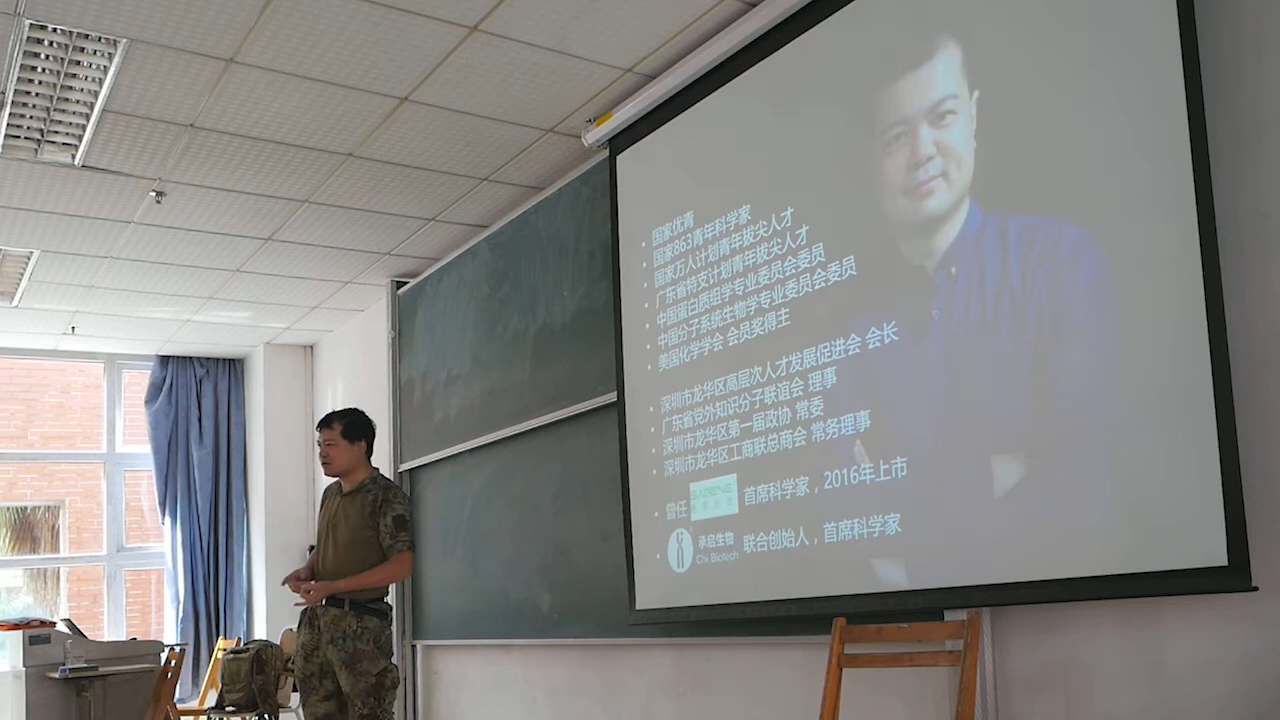 国家优青
国家863青年科学家
国家万人计划青年拔尖人才
广东省特支计划青年拔尖人才
中国蛋白质组学专业委员会委员
中国分子系统生物学专业委员会委员
美国化学学会 会员奖得主
深圳市龙华区高层次人才发展促进会 会长
广东省党外知识分子联谊会 理事
深圳市龙华区第一届政协 常委
深圳市龙华区工商联总商会 常务理事
曾任 首席科学家，2016年上市
承启生物 联合创始人，首席科学家
Chi Biotech